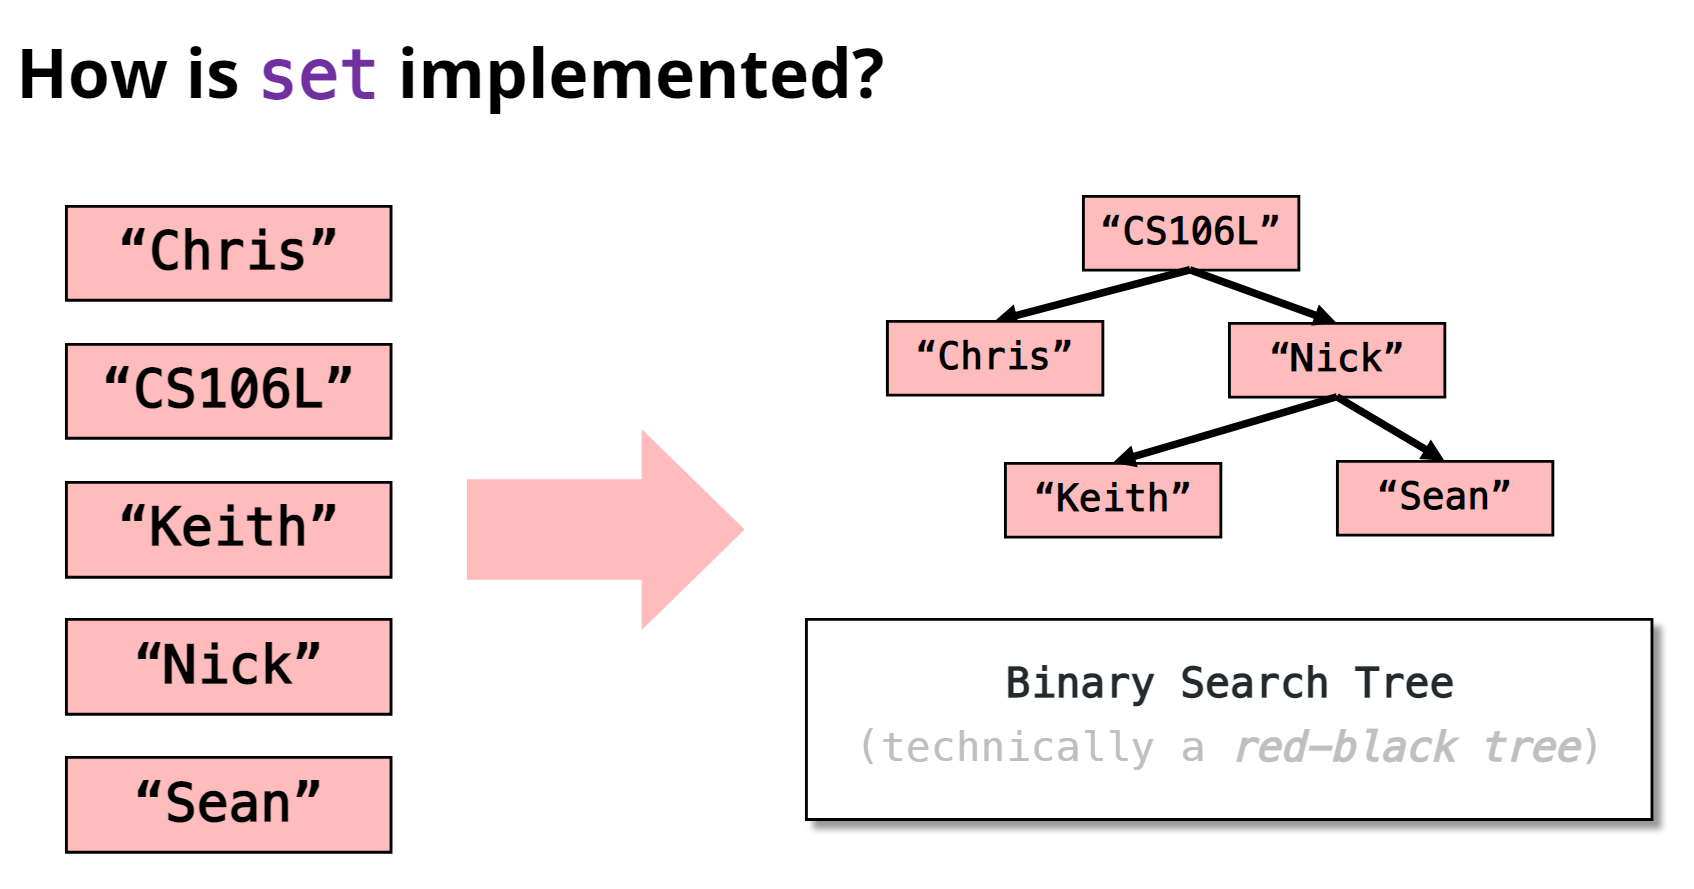 How is set implemented?
“Chris”
“CS106L”
“Keith”
“Nick”
“Sean”
“CS106L”
“Chris”
“Nick”
“Keith”
“Sean”
Binary Search Tree
(technically a red-black tree)